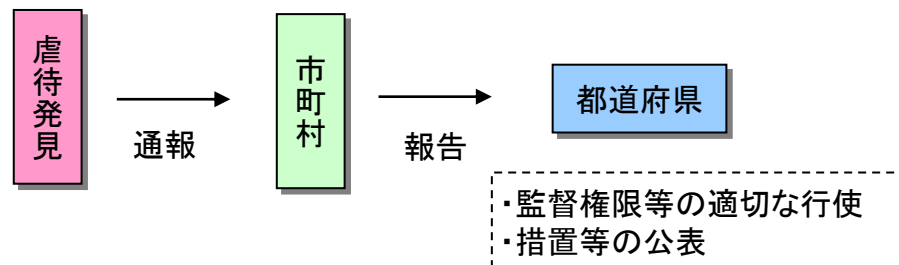 虐待発見
通報
市町村
報告
都道府県
・監督権限等の適切な行使
・措置等の公表